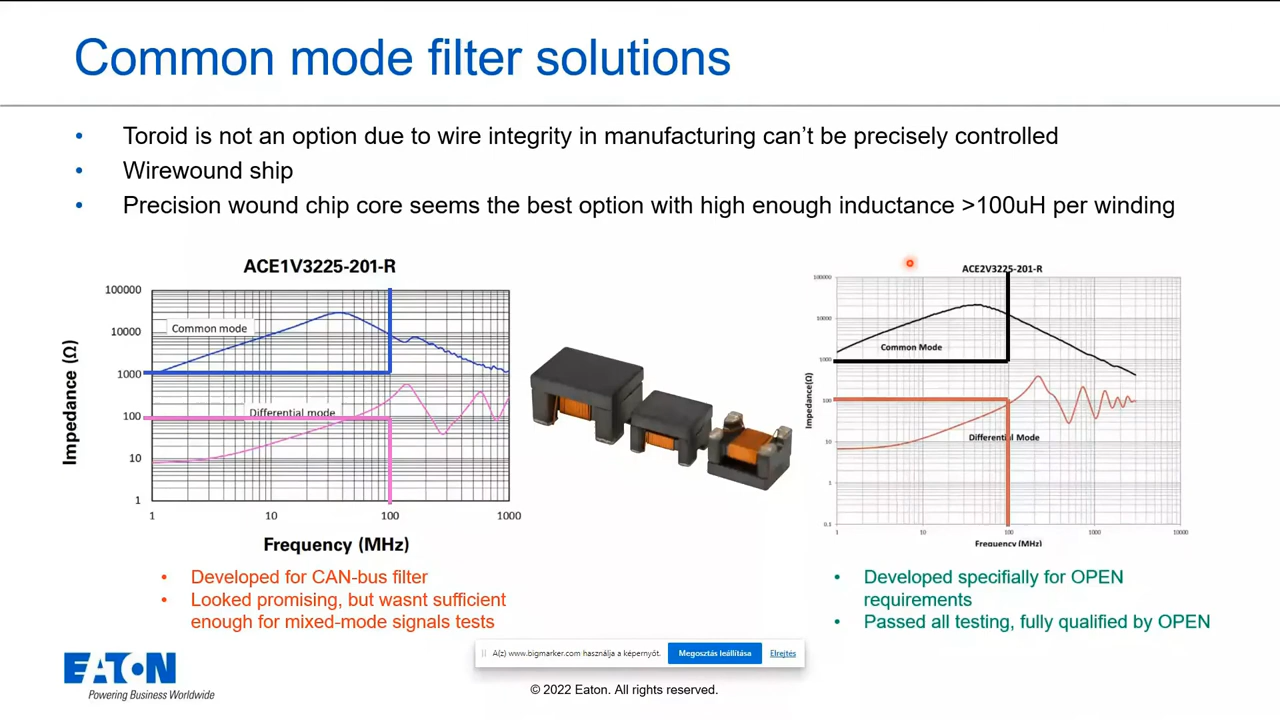 Common mode filter solutions
• Toroid is not an option due to wire integrity in manufacturing can’t be precisely controlled
• Wirewound ship
• Precision wound chip core seems the best option with high enough inductance >100uH per winding
ACE1V3225-201-R
100000
10000
1000
100
10
1
Impedance (Ω)
Common mode
Differential mode
1 10 100 1000
Frequency (MHz)
ACE2V3225-201-R
100000
10000
1000
100
10
1
0.1
Impedance(Ω)
Common Mode
Differential Mode
1 10 100 1000 10000
Frequency (MHz)
• Developed for CAN-bus filter
• Looked promising, but wasnt sufficient
enough for mixed-mode signals tests
• Developed specifially for OPEN
requirements
• Passed all testing, fully qualified by OPEN
A(z) www.bigmarker.com használja a képernyőt. Megosztás leállítása Elrejtés
EATON
Powering Business Worldwide
© 2022 Eaton. All rights reserved.